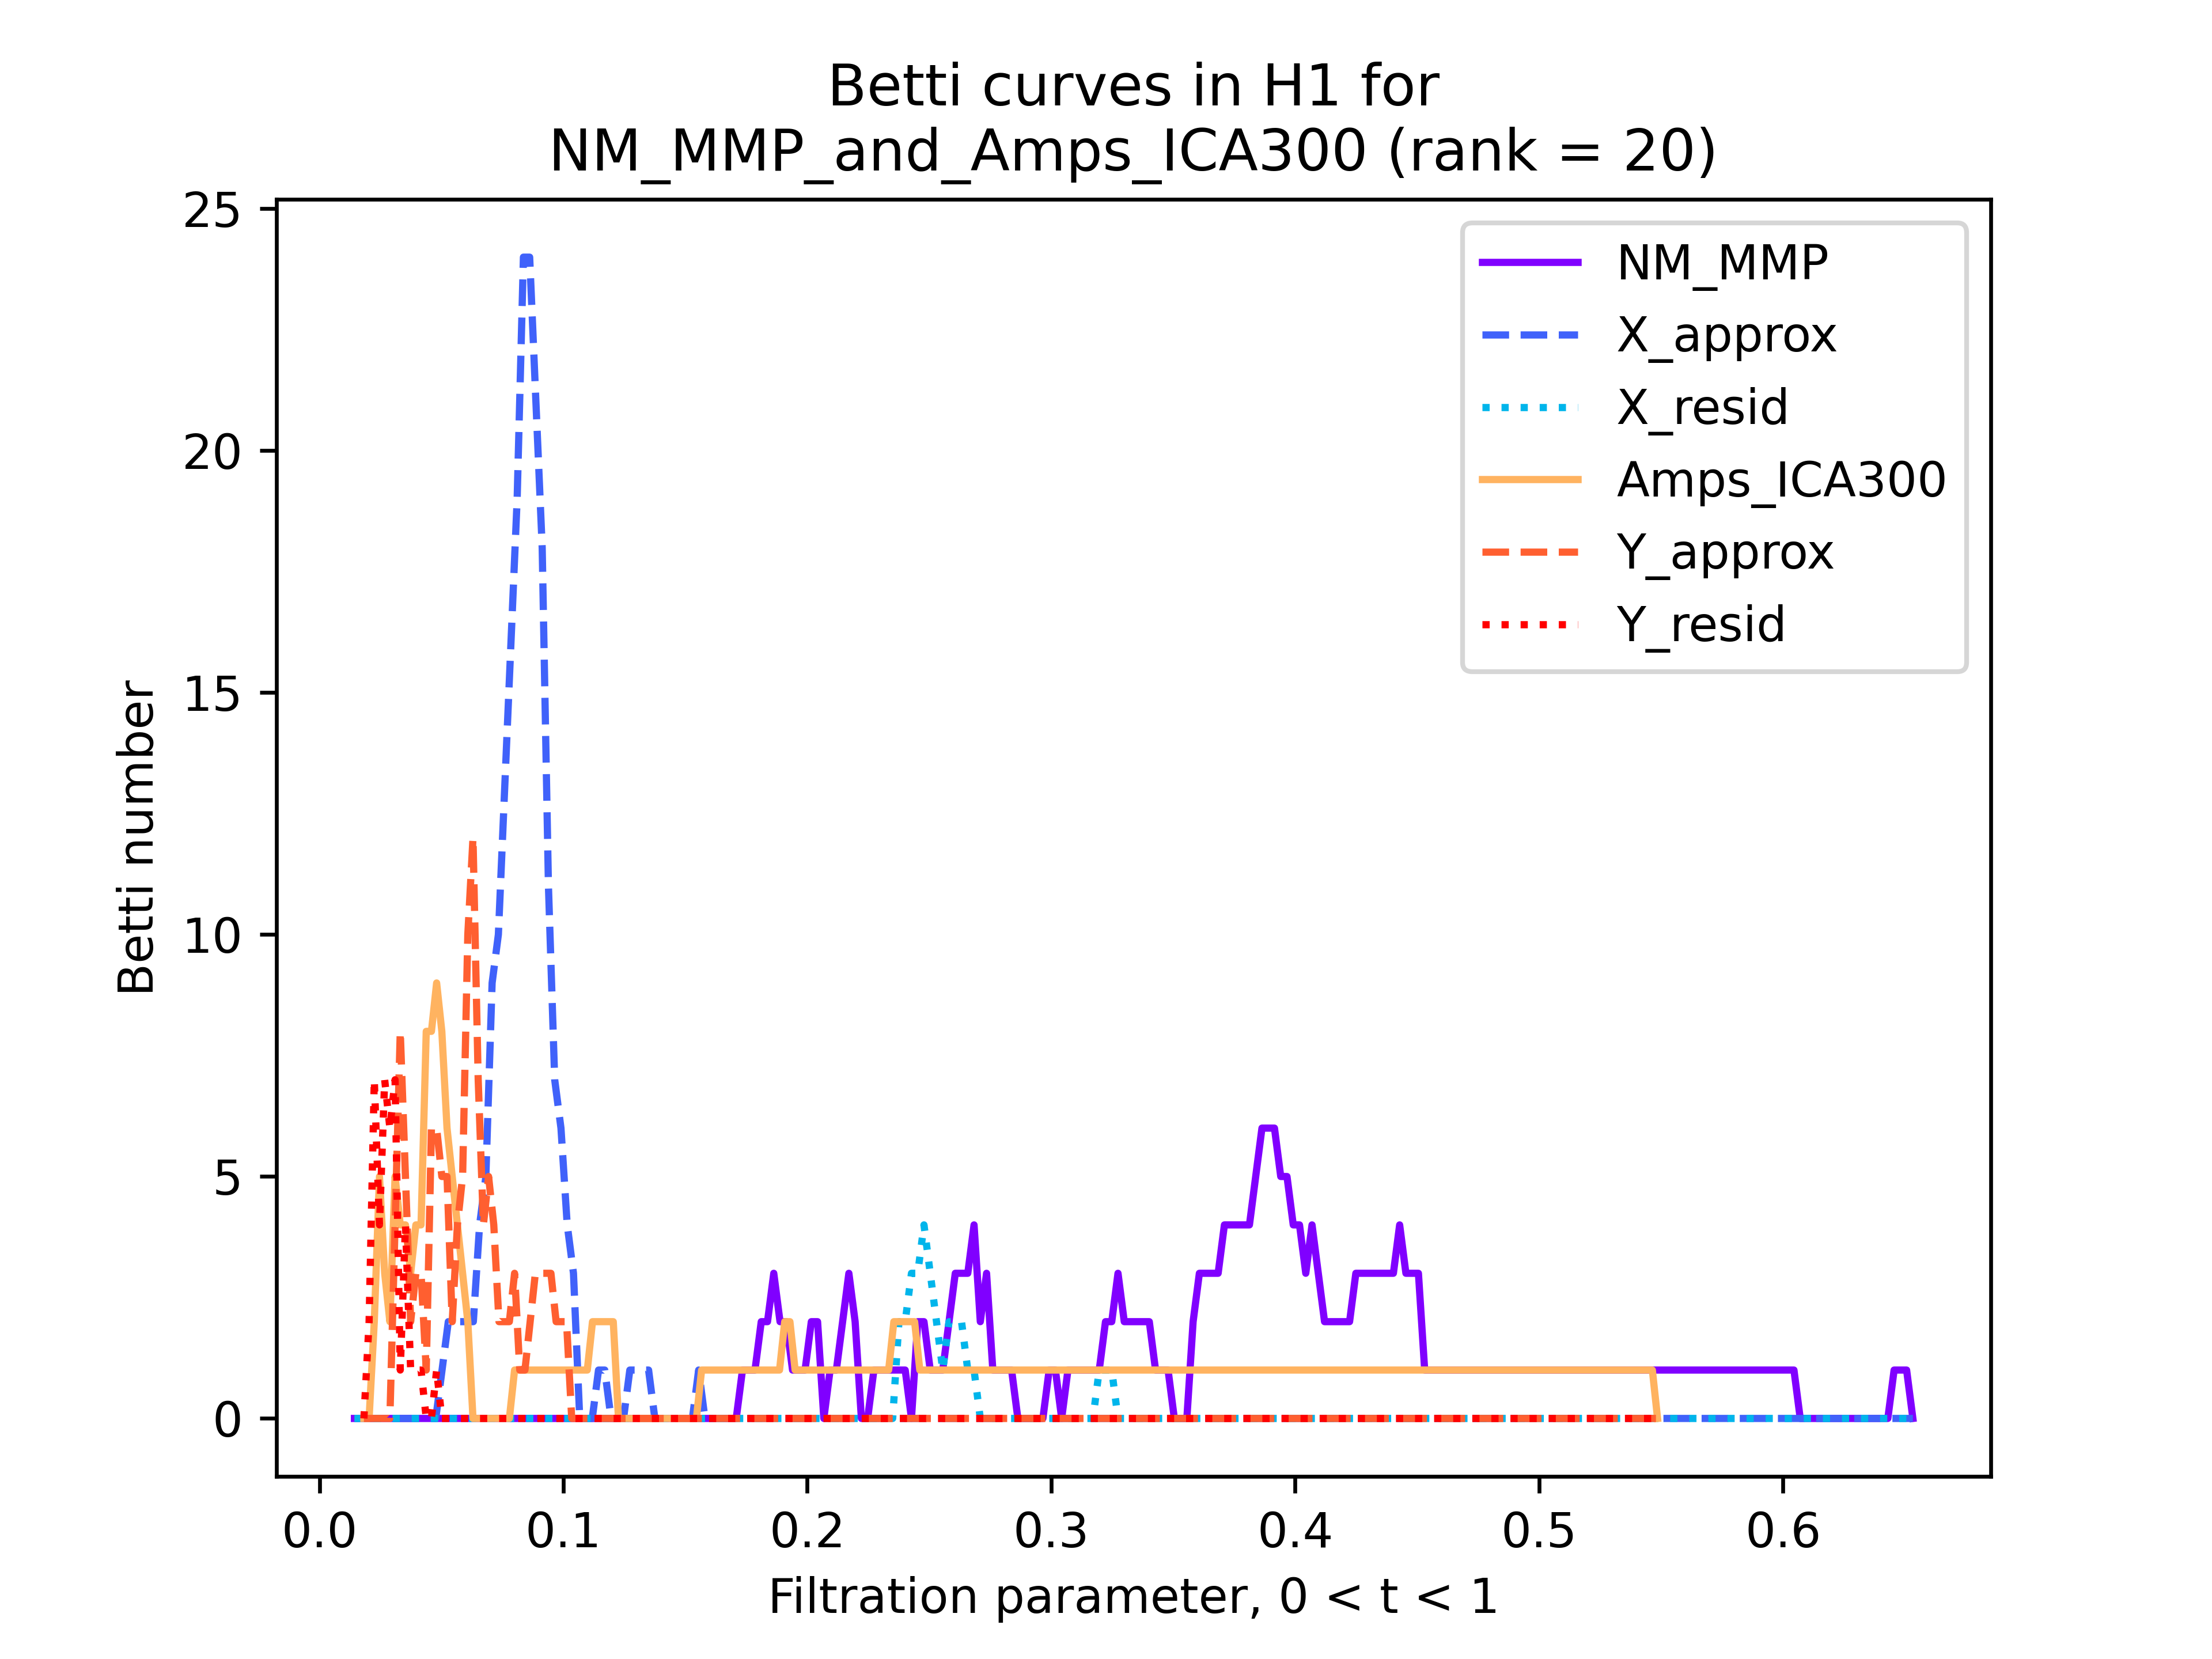 Betti curves in H1 for
NM_MMP_and_Amps_ICA300 (rank = 20)
25
20
15
10
5
0
Betti number
NM_MMP
X_approx
X_resid
Amps_ICA300
Y_approx
Y_resid
0.0 0.1 0.2 0.3 0.4 0.5 0.6
Filtration parameter, 0 < t < 1